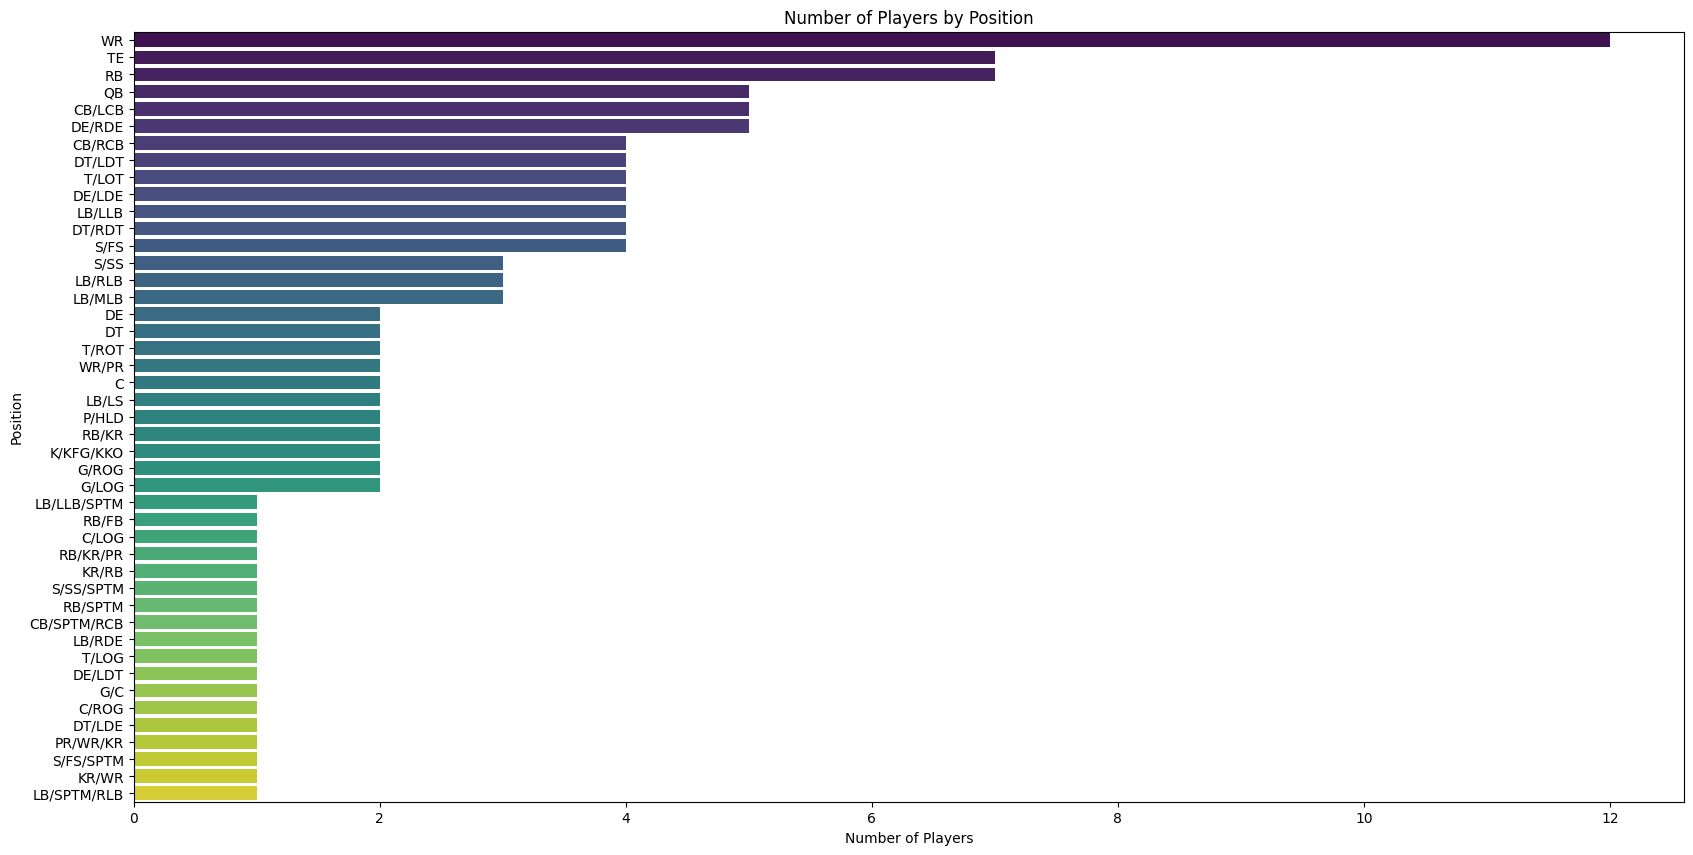 Number of Players by Position
WR
TE
RB
QB
CB/LCB
DE/RDE
CB/RCB
DT/LDT
T/LOT
DE/LDE
LB/LLB
DT/RDT
S/FS
S/SS
LB/RLB
LB/MLB
DE
DT
T/ROT
WR/PR
C
LB/LS
P/HLD
RB/KR
K/KFG/KKO
G/ROG
G/LOG
LB/LLB/SPTM
RB/FB
C/LOG
RB/KR/PR
KR/RB
S/SS/SPTM
RB/SPTM
CB/SPTM/RCB
LB/RDE
T/LOG
DE/LDT
G/C
C/ROG
DT/LDE
PR/WR/KR
S/FS/SPTM
KR/WR
LB/SPTM/RLB
Position
0 2 4 6 8 10 12
Number of Players